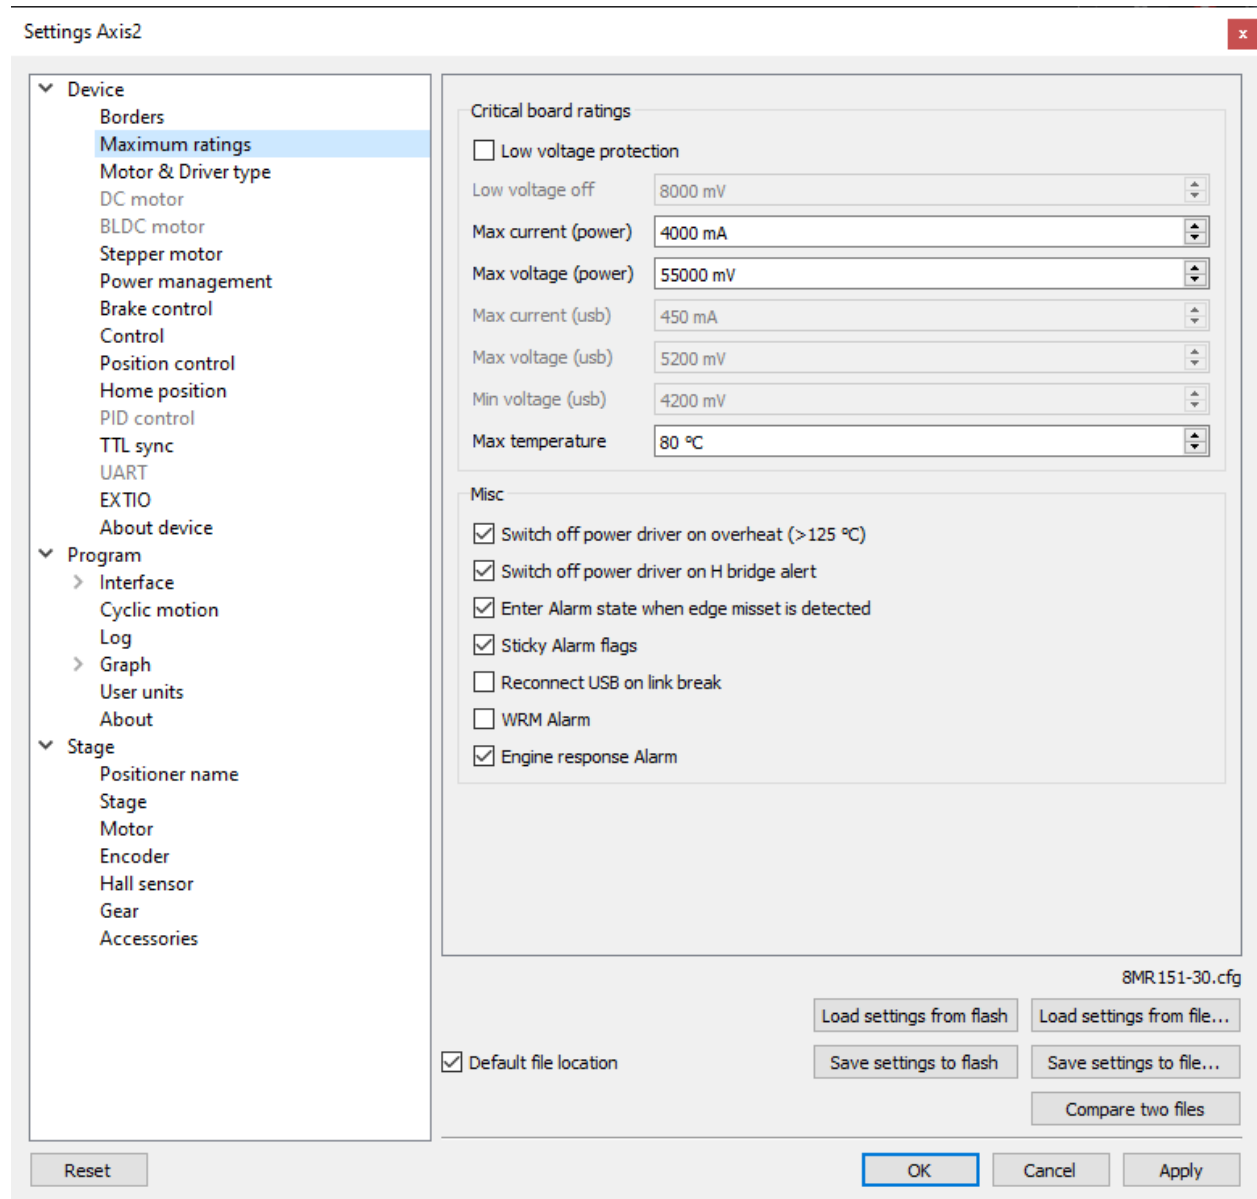 Settings Axis2
x
Device
Borders
Maximum ratings
Motor & Driver type
DC motor
BLDC motor
Stepper motor
Power management
Brake control
Control
Position control
Home position
PID control
TTL sync
UART
EXTIO
About device
Program
Interface
Cyclic motion
Log
Graph
User units
About
Stage
Positioner name
Stage
Motor
Encoder
Hall sensor
Gear
Accessories
Critical board ratings
Low voltage protection
Low voltage off 8000 mV
Max current (power) 4000 mA
Max voltage (power) 55000 mV
Max current (usb) 450 mA
Max voltage (usb) 5200 mV
Min voltage (usb) 4200 mV
Max temperature 80 °C
Misc
Switch off power driver on overheat (>125 °C)
Switch off power driver on H bridge alert
Enter Alarm state when edge misset is detected
Sticky Alarm flags
Reconnect USB on link break
WRM Alarm
Engine response Alarm
8MR151-30.cfg
Load settings from flash Load settings from file...
Default file location Save settings to flash Save settings to file...
Compare two files
Reset OK Cancel Apply